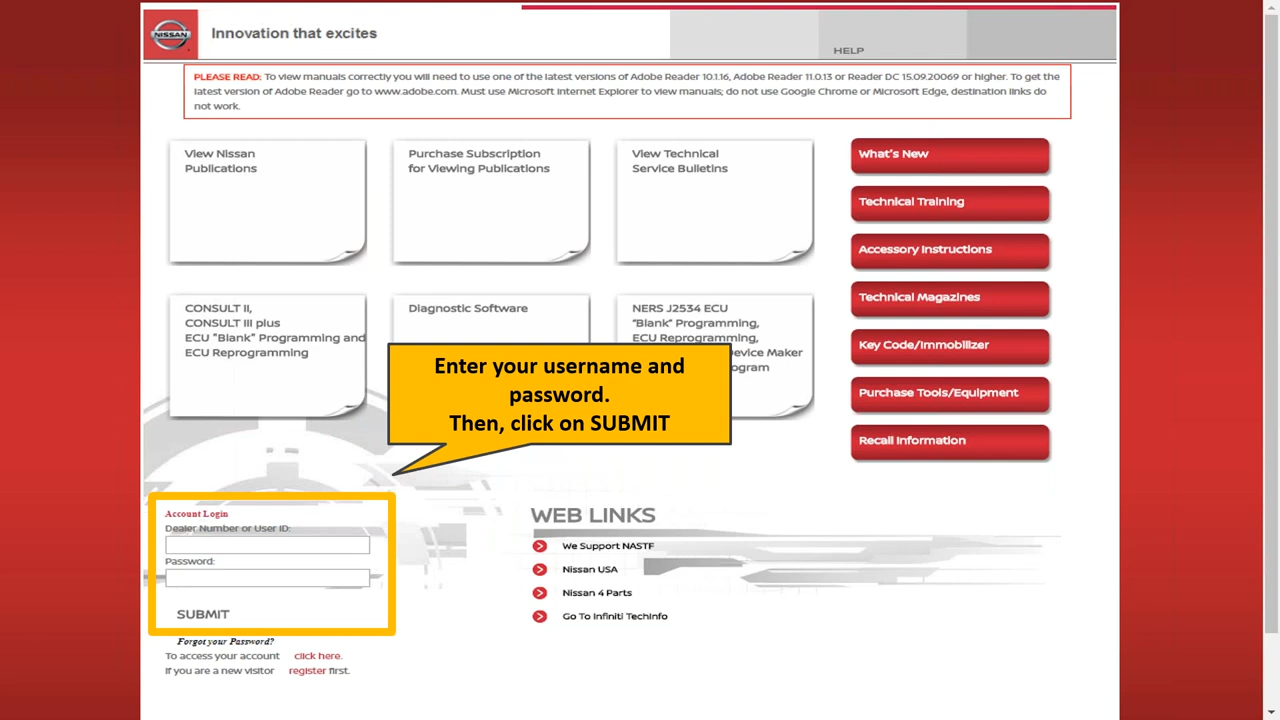 NISSAN
Innovation that excites
HELP
PLEASE READ: To view manuals correctly you will need to use one of the latest versions of Adobe Reader 10.1.16, Adobe Reader 11.0.13 or Reader DC 15.09.20069 or higher. To get the
latest version of Adobe Reader go to www.adobe.com. Must use Microsoft Internet Explorer to view manuals; do not use Google Chrome or Microsoft Edge, destination links do
not work.
View Nissan
Publications
Purchase Subscription
for Viewing Publications
View Technical
Service Bulletins
CONSULT II,
CONSULT III plus
ECU "Blank" Programming and
ECU Reprogramming
Diagnostic Software
NERS J2534 ECU
"Blank" Programming,
ECU Reprogramming,
Device Maker
ogram
What's New
Technical Training
Accessory Instructions
Technical Magazines
Key Code/Immobilizer
Purchase Tools/Equipment
Recall Information
Enter your username and
password.
Then, click on SUBMIT
Account Login
Dealer Number or User ID:
Password:
SUBMIT
Forgot your Password?
To access your account click here.
If you are a new visitor register first.
WEB LINKS
We Support NASTF
Nissan USA
Nissan 4 Parts
Go To Infiniti TechInfo